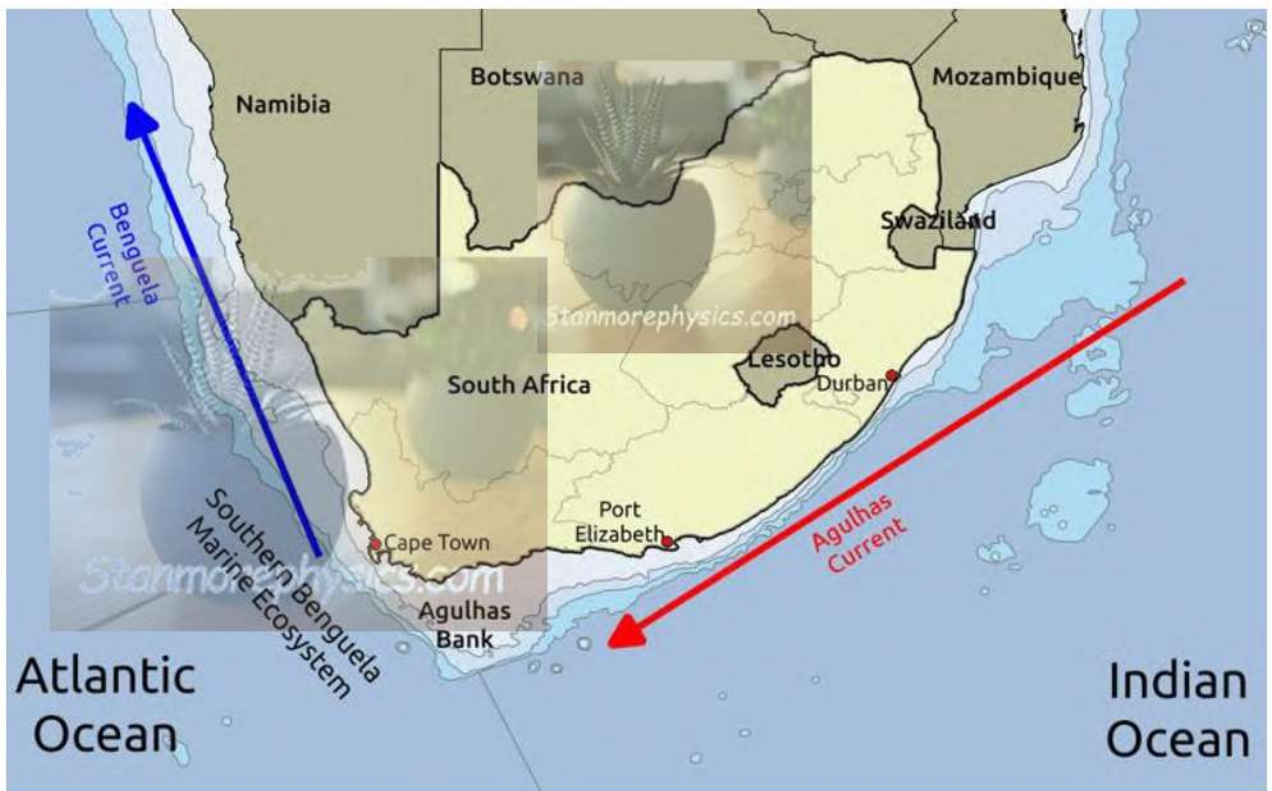 Botswana
Mozambique
Namibia
Benguela
Current
Swaziland
Stanmorephysics.com
Lesotho
Durban
South Africa
Port
Elizabeth
Agulhas
Current
Cape Town
Stanmorephysics.com
Southern Benguela
Marine Ecosystem
Agulhas
Bank
Atlantic
Ocean
Indian
Ocean